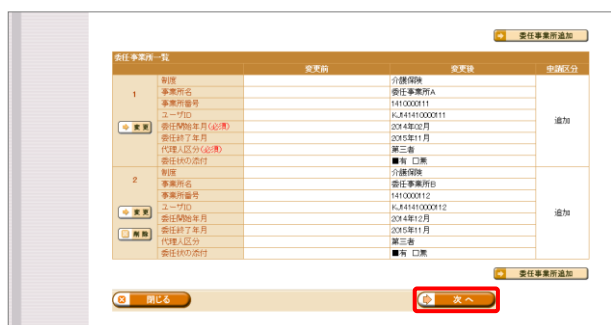 委任事業所追加
委任事業所一覧
変更前 変更後 申請区分
1 制度 介護保険
事業所名 委任事業所A
事業所番号 1410000111
ユーザID KJ141410000111
変更 委任開始年月(必須) 2014年02月 追加
委任終了年月 2015年11月
代理人区分(必須) 第三者
委任状の添付 ■有 □無
2 制度 介護保険
事業所名 委任事業所B
事業所番号 1410000112
ユーザID KJ141410000112
変更 委任開始年月 2014年12月 追加
削除 委任終了年月 2015年11月
代理人区分 第三者
委任状の添付 ■有 □無
委任事業所追加
閉じる 次へ